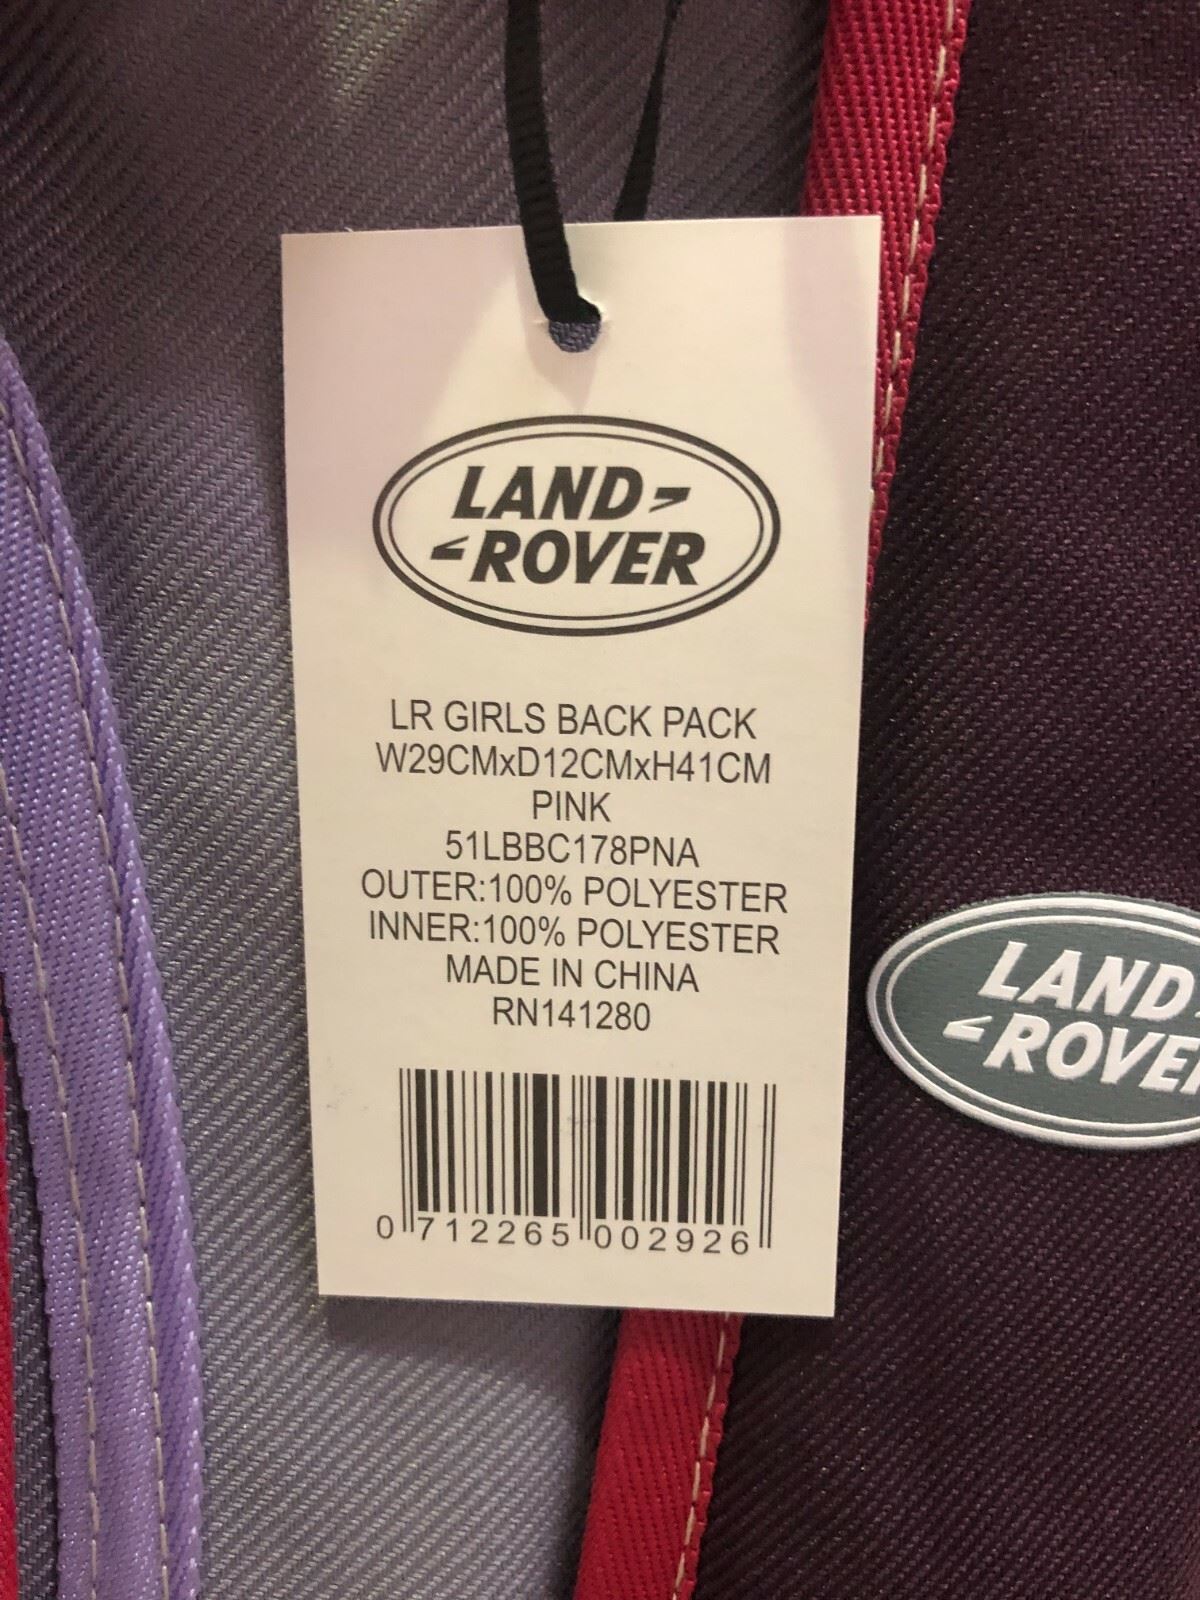 LAND
ROVER
LR GIRLS BACK PACK
W29CMxD12CMxH41CM
PINK
51LBBC178PNA
OUTER:100% POLYESTER
INNER:100% POLYESTER
MADE IN CHINA
RN141280
0 712265 002926
LAND
ROVE